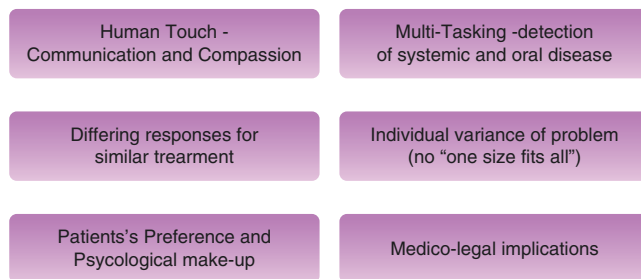 Human Touch -
Communication and Compassion
Multi-Tasking -detection
of systemic and oral disease
Differing responses for
similar trearment
Individual variance of problem
(no “one size fits all”)
Patients’s Preference and
Psycological make-up
Medico-legal implications